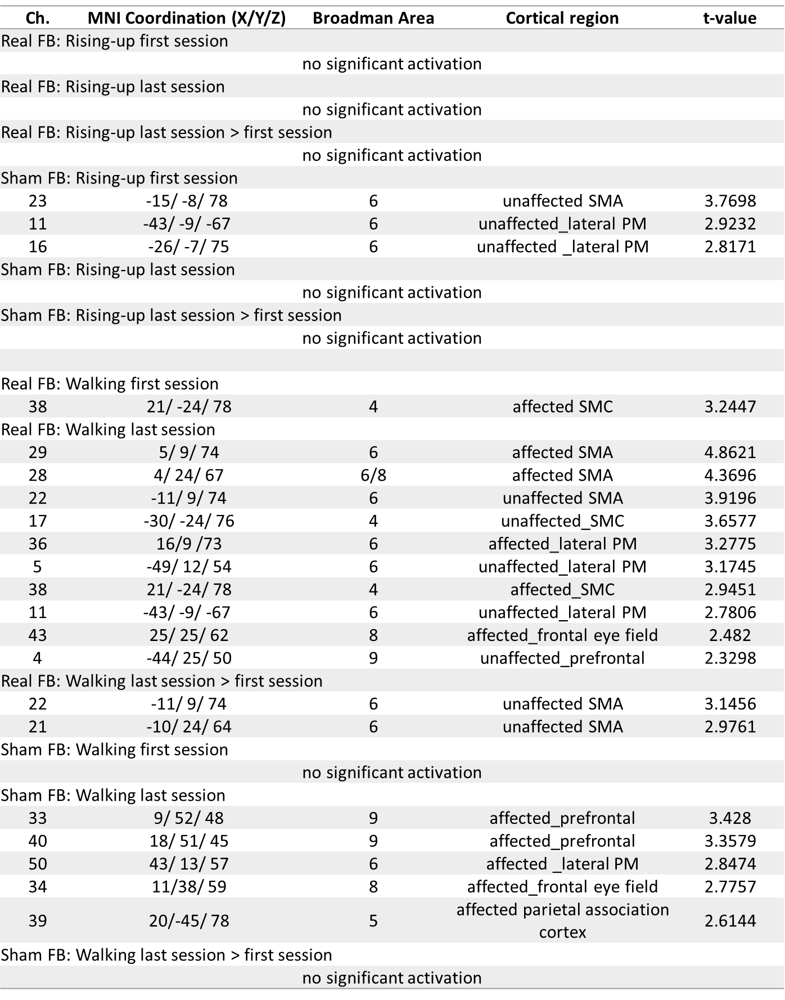 Ch. MNI Coordination (X/Y/Z) Broadman Area Cortical region t-value
Real FB: Rising-up first session
no significant activation
Real FB: Rising-up last session
no significant activation
Real FB: Rising-up last session > first session
no significant activation
Sham FB: Rising-up first session
23 -15/ -8/ 78 6 unaffected SMA 3.7698
11 -43/ -9/ -67 6 unaffected_lateral PM 2.9232
16 -26/ -7/ 75 6 unaffected _lateral PM 2.8171
Sham FB: Rising-up last session
no significant activation
Sham FB: Rising-up last session > first session
no significant activation
Real FB: Walking first session
38 21/ -24/ 78 4 affected SMC 3.2447
Real FB: Walking last session
29 5/ 9/ 74 6 affected SMA 4.8621
28 4/ 24/ 67 6/8 affected SMA 4.3696
22 -11/ 9/ 74 6 unaffected SMA 3.9196
17 -30/ -24/ 76 4 unaffected_SMC 3.6577
36 16/9 /73 6 affected_lateral PM 3.2775
5 -49/ 12/ 54 6 unaffected_lateral PM 3.1745
38 21/ -24/ 78 4 affected_SMC 2.9451
11 -43/ -9/ -67 6 unaffected_lateral PM 2.7806
43 25/ 25/ 62 8 affected_frontal eye field 2.482
4 -44/ 25/ 50 9 unaffected_prefrontal 2.3298
Real FB: Walking last session > first session
22 -11/ 9/ 74 6 unaffected SMA 3.1456
21 -10/ 24/ 64 6 unaffected SMA 2.9761
Sham FB: Walking first session
no significant activation
Sham FB: Walking last session
33 9/ 52/ 48 9 affected_prefrontal 3.428
40 18/ 51/ 45 9 affected_prefrontal 3.3579
50 43/ 13/ 57 6 affected _lateral PM 2.8474
34 11/38/ 59 8 affected_frontal eye field 2.7757
39 20/-45/ 78 5 affected parietal association 2.6144
cortex
Sham FB: Walking last session > first session
no significant activation